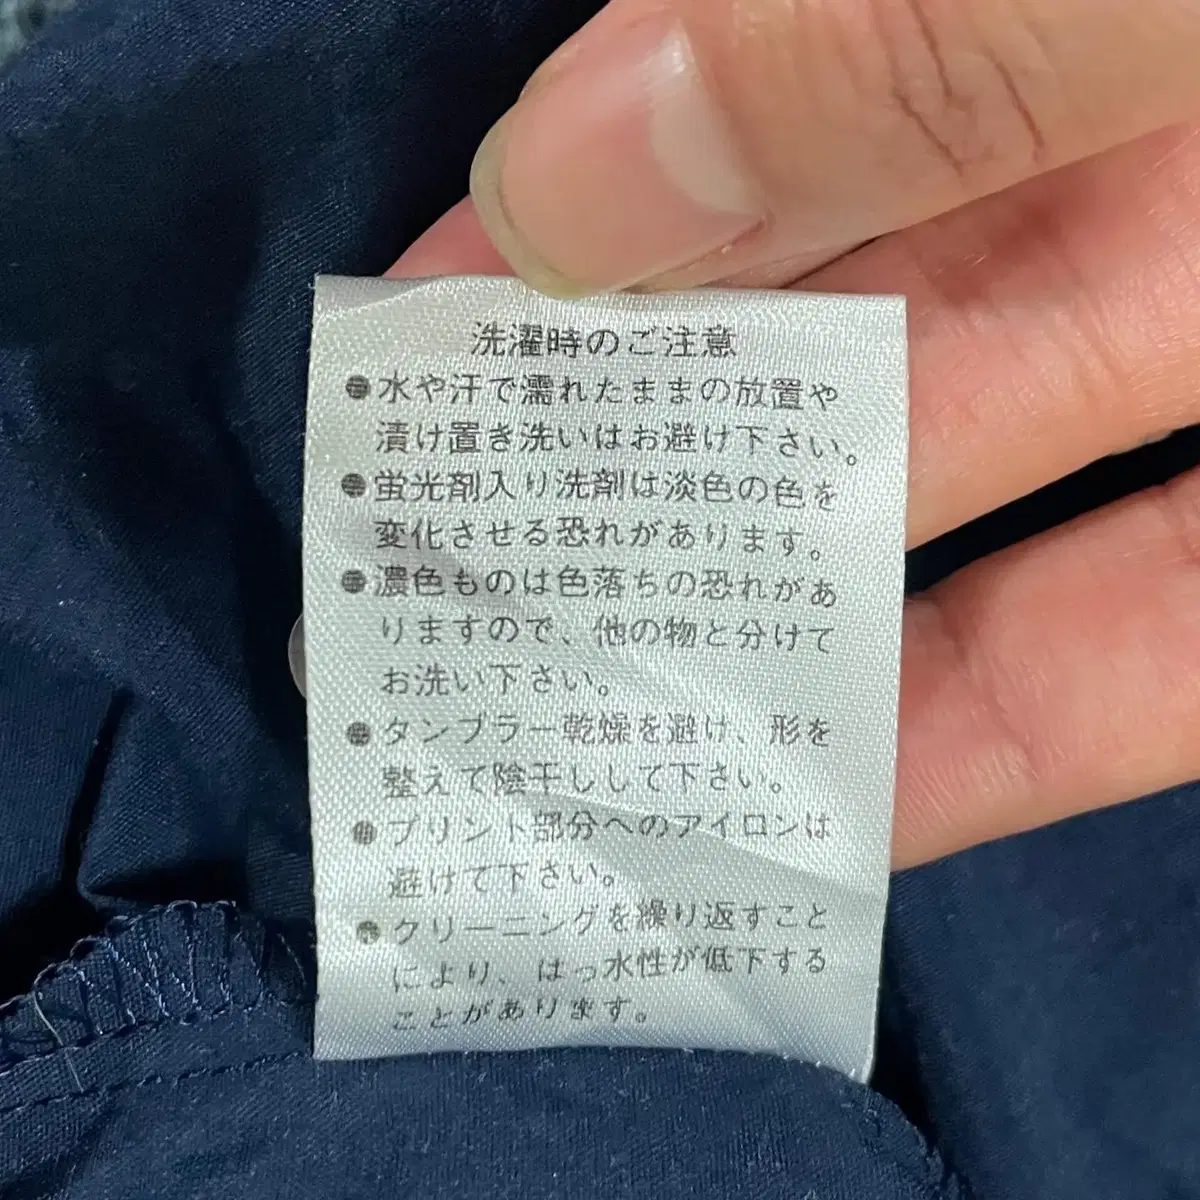 洗濯時のご注意
●水や汗で濡れたままの放置や
漬け置き洗いはお避け下さい。
●蛍光剤入り洗剤は淡色の色を
変化させる恐れがあります。
●濃色ものは色落ちの恐れがあ
りますので、他の物と分けて
お洗い下さい。
●タンブラー乾燥を避け、形を
整えて陰干しして下さい。
●プリント部分へのアイロンは
避けて下さい。
●クリーニングを繰り返すこと
により、はっ水性が低下する
ことがあります。